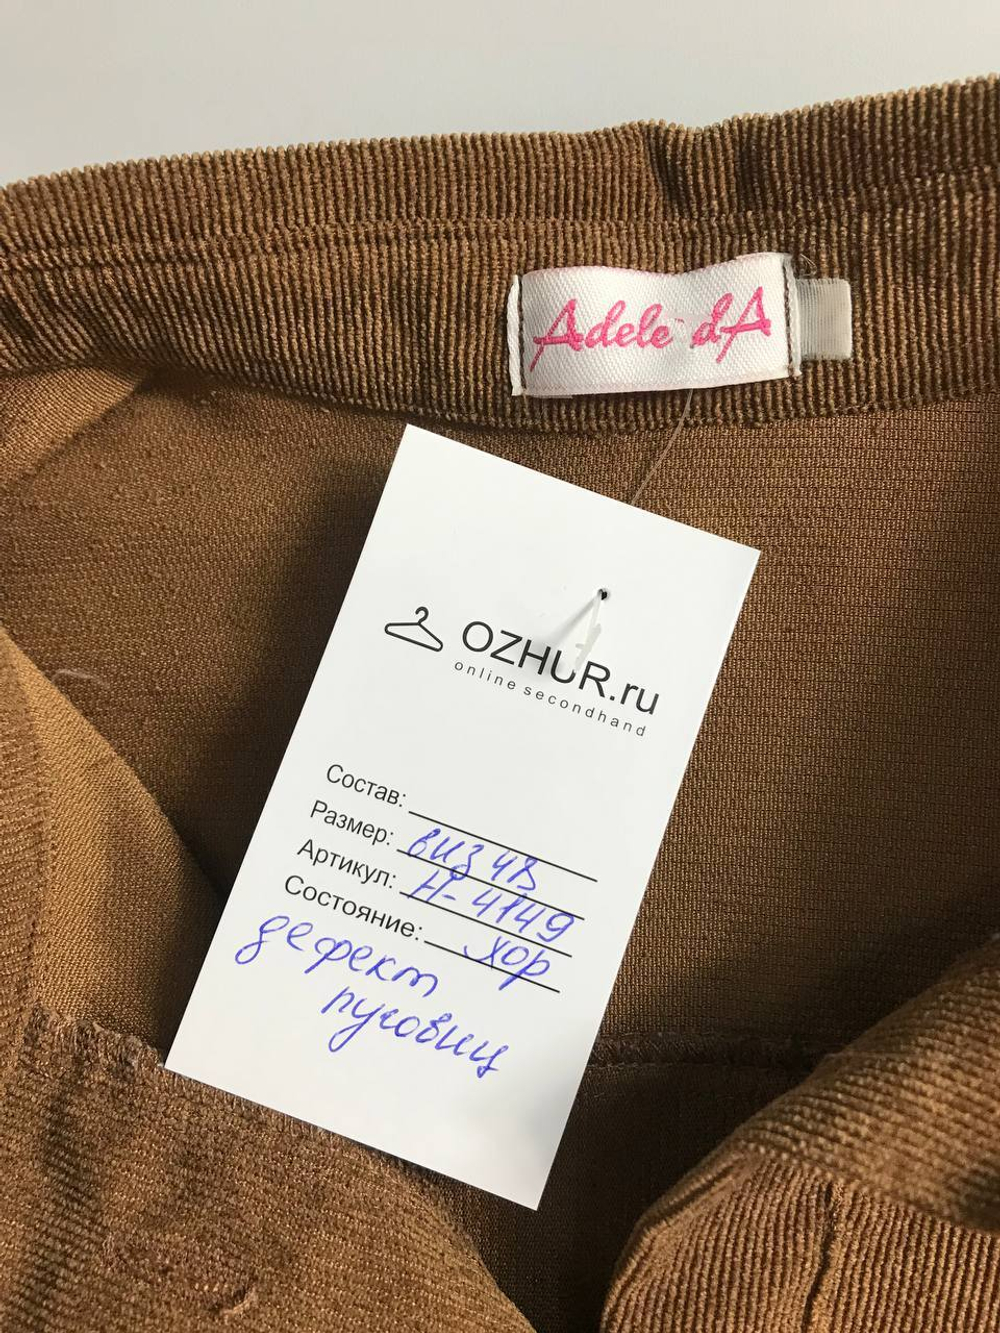 Adele dA
OZHUR.ru
online secondhand
Состав:
Размер: виз 48
Артикул: Н-4149
Состояние: хор
дефект
пуговиц